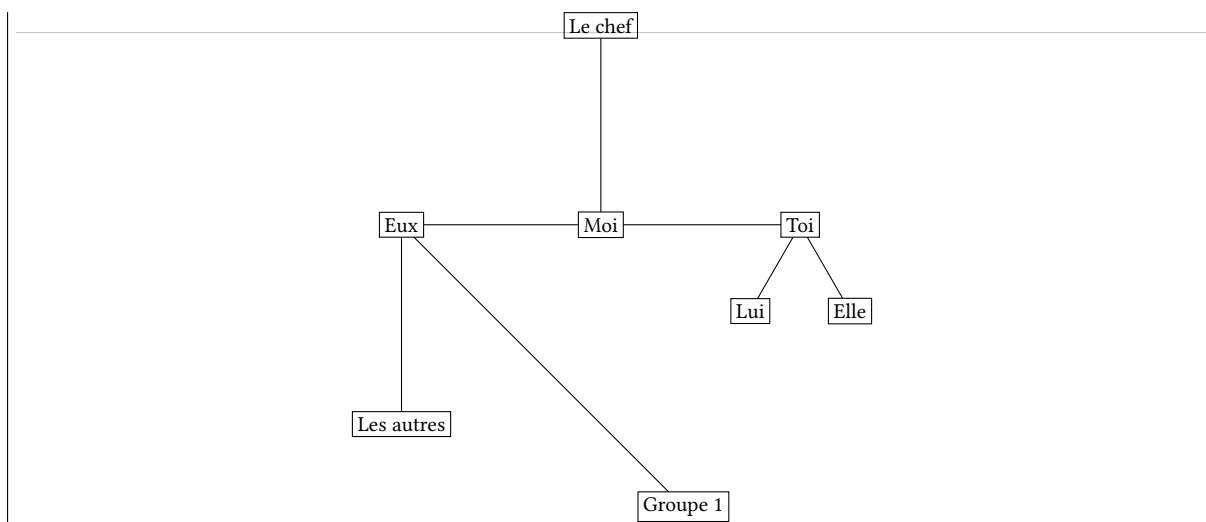 Le chef
Eux
Moi
Toi
Lui
Elle
Les autres
Groupe 1